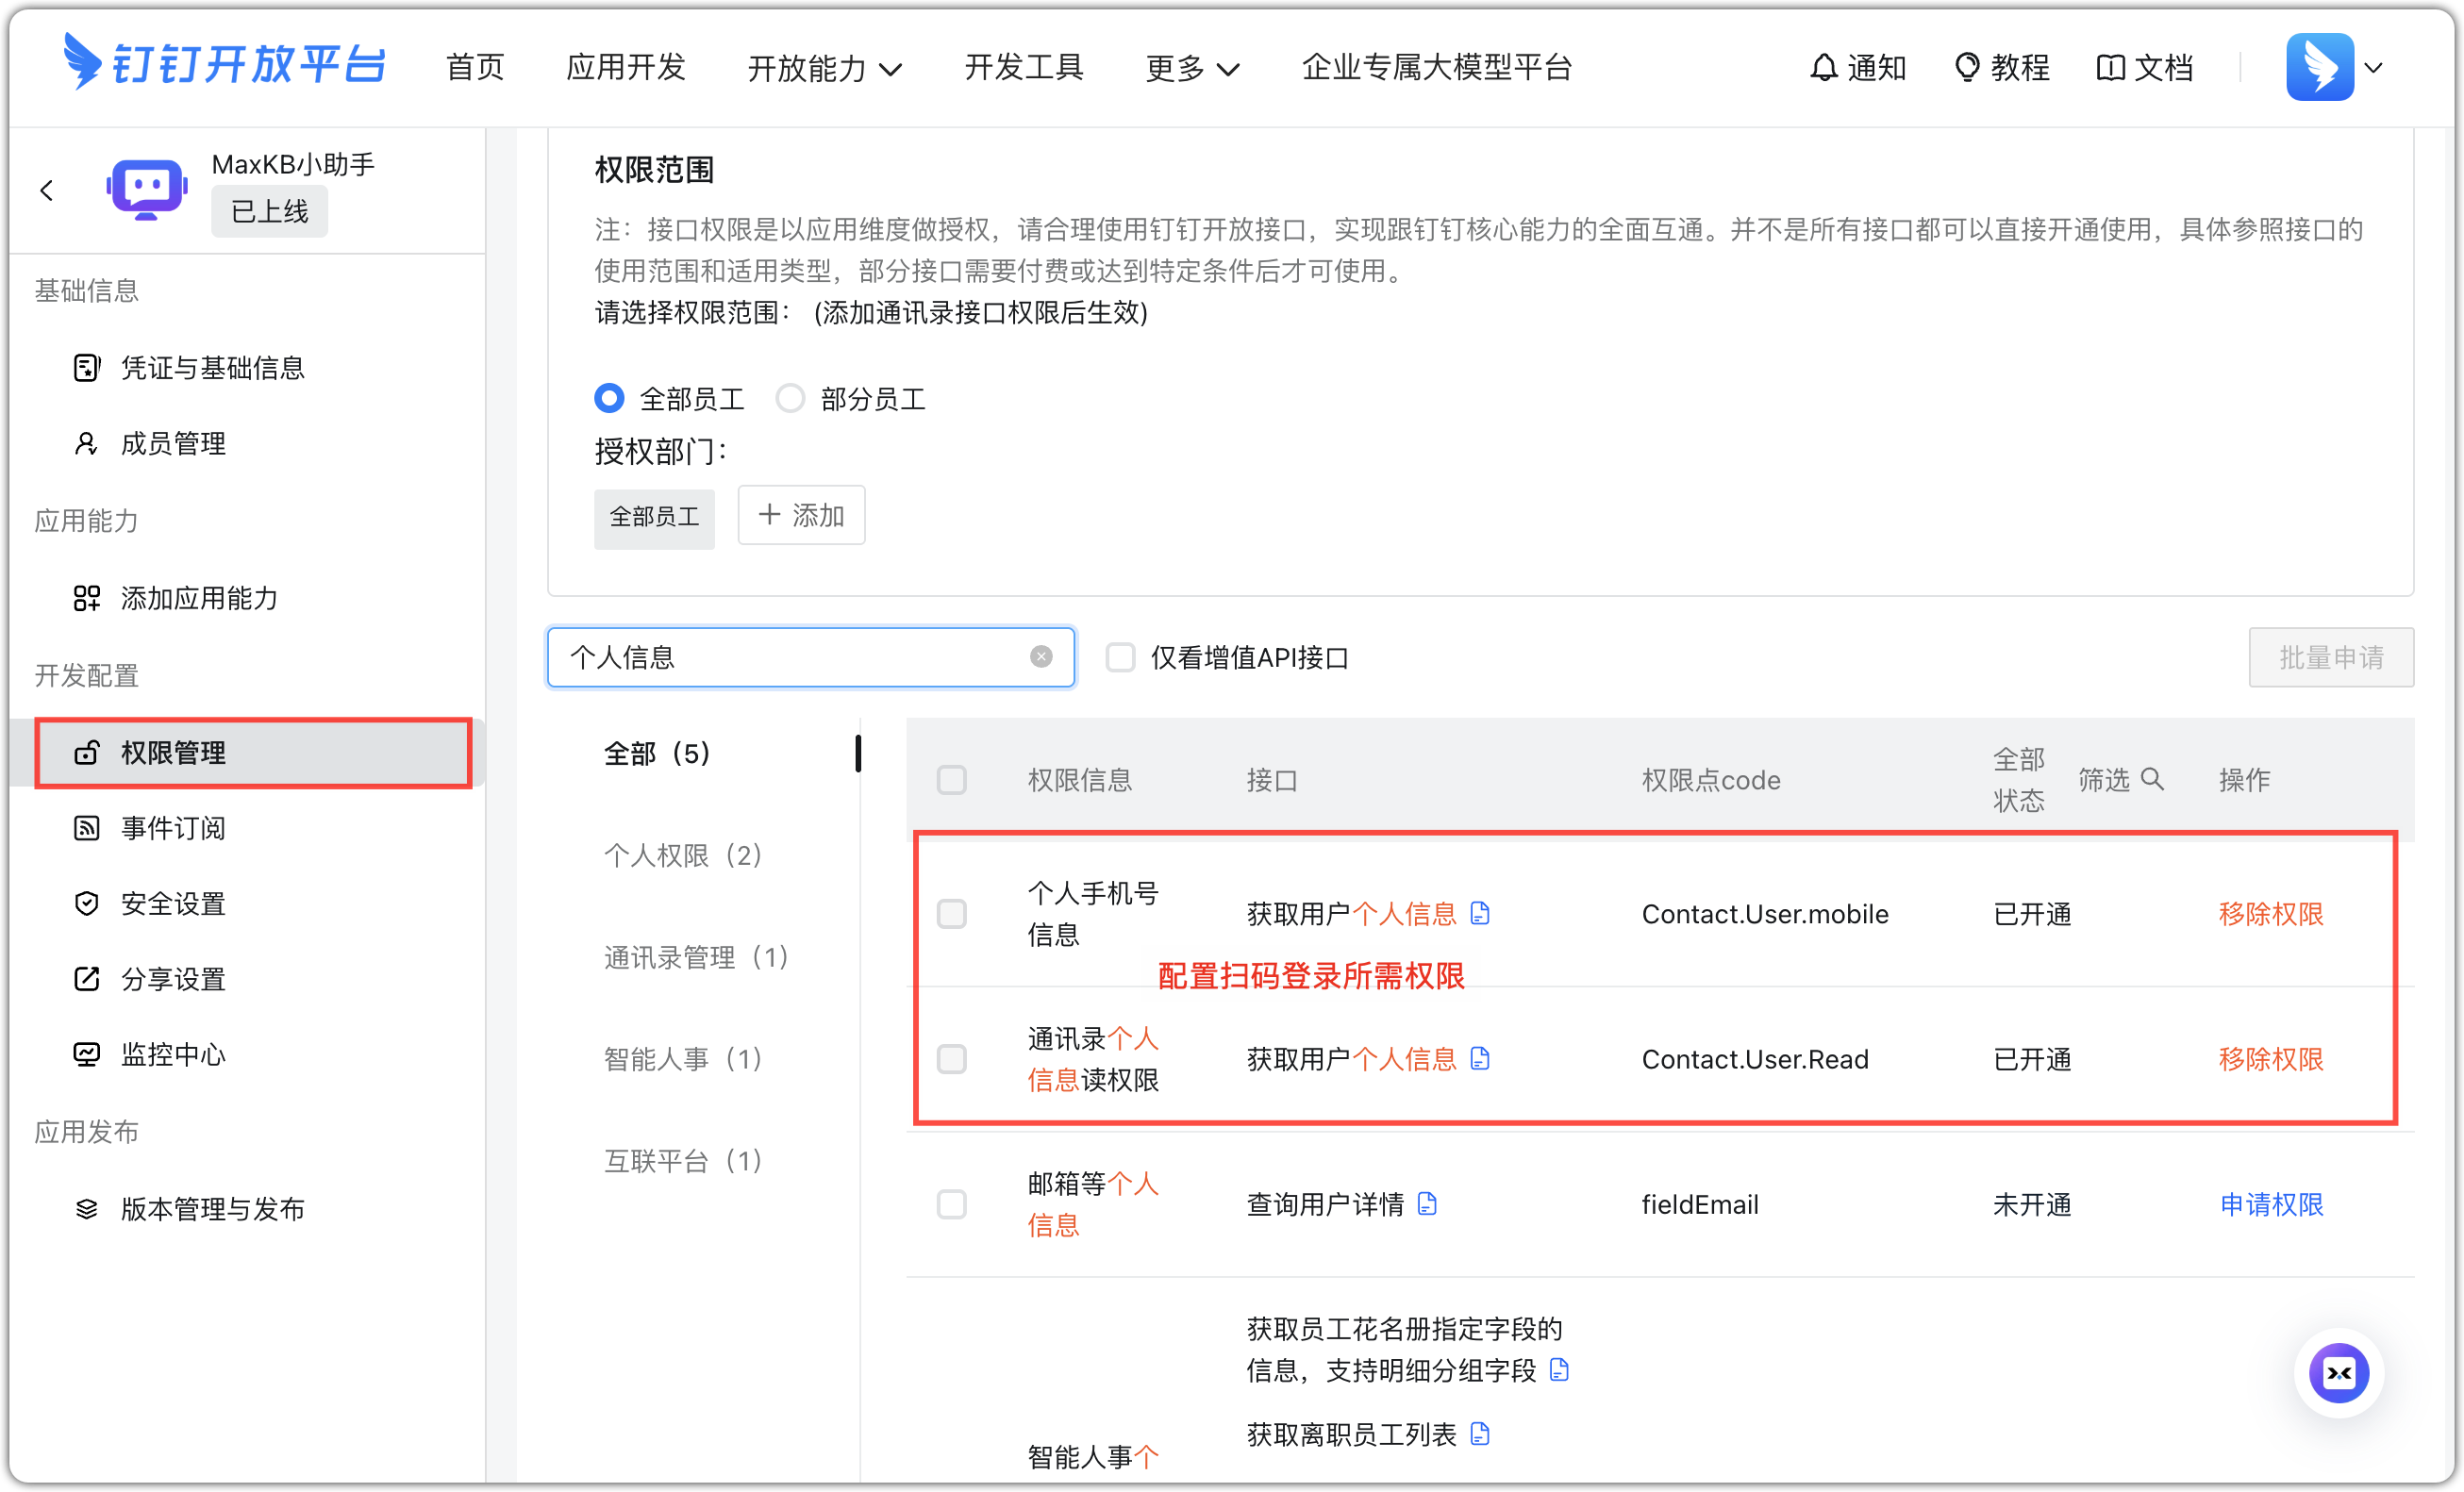 钉钉开放平台
首页
应用开发
开放能力
开发工具
更多
企业专属大模型平台
通知
教程
文档
MaxKB小助手
已上线
基础信息
凭证与基础信息
成员管理
应用能力
添加应用能力
开发配置
权限管理
事件订阅
安全设置
分享设置
监控中心
应用发布
版本管理与发布
权限范围
注：接口权限是以应用维度做授权，请合理使用钉钉开放接口，实现跟钉钉核心能力的全面互通。并不是所有接口都可以直接开通使用，具体参照接口的
使用范围和适用类型，部分接口需要付费或达到特定条件后才可使用。
请选择权限范围： (添加通讯录接口权限后生效)
全部员工
部分员工
授权部门：
全部员工
添加
个人信息
仅看增值API接口
批量申请
全部（5）
个人权限（2）
通讯录管理（1）
智能人事（1）
互联平台（1）
权限信息
接口
权限点code
全部
状态
筛选
操作
个人手机号
信息
获取用户个人信息
Contact.User.mobile
已开通
移除权限
配置扫码登录所需权限
通讯录个人
信息读权限
获取用户个人信息
Contact.User.Read
已开通
移除权限
邮箱等个人
信息
查询用户详情
fieldEmail
未开通
申请权限
获取员工花名册指定字段的
信息，支持明细分组字段
获取离职员工列表
智能人事个